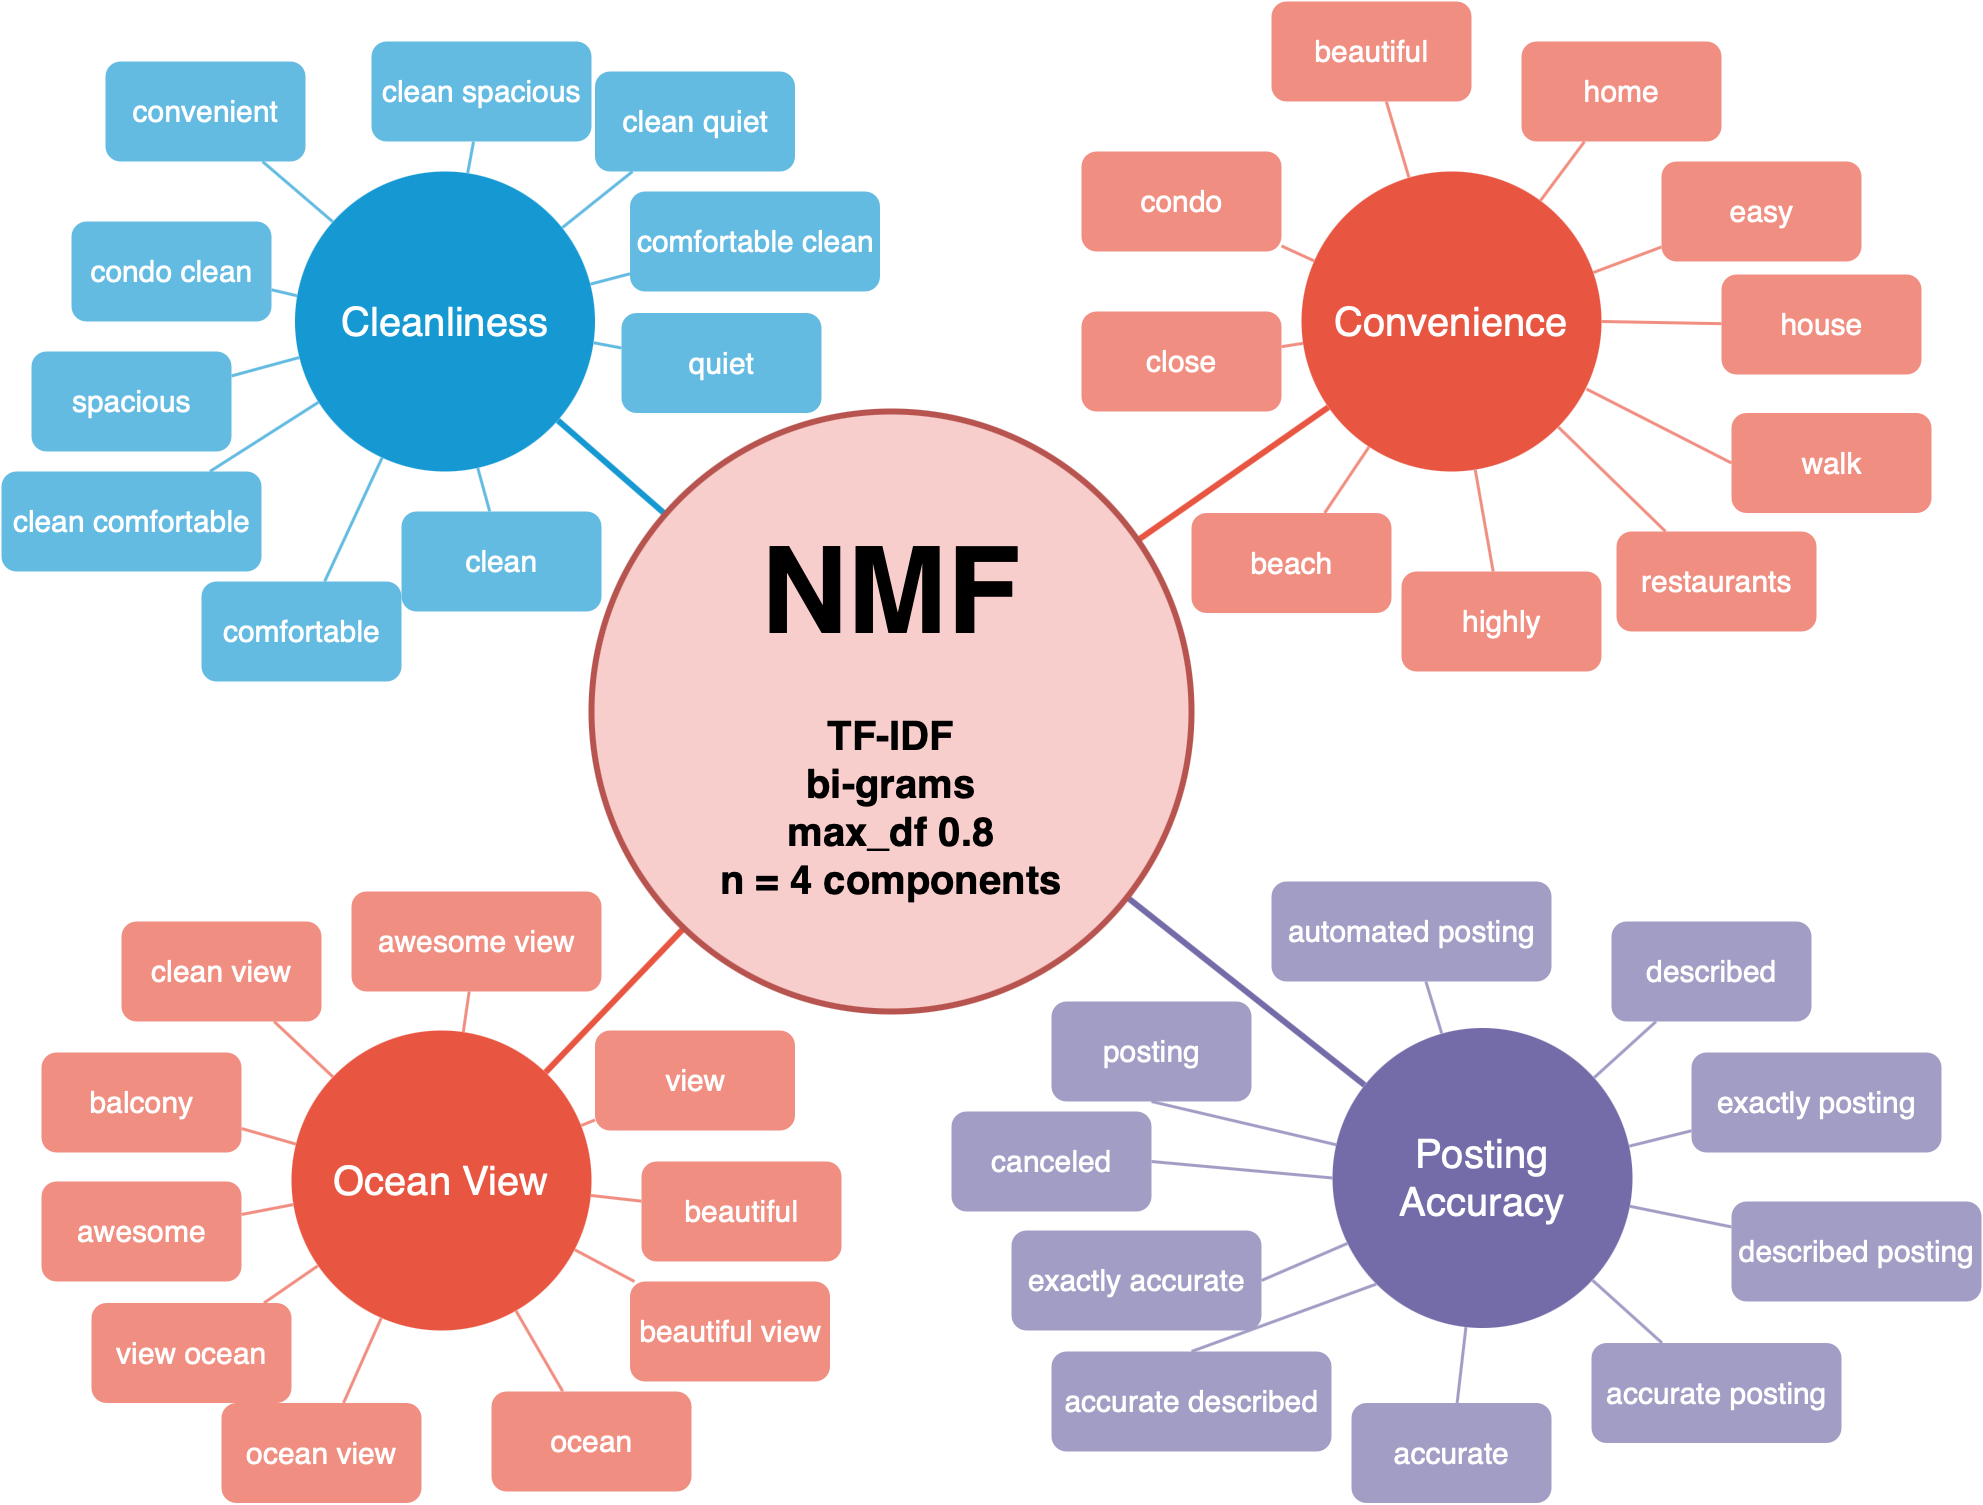 convenient
clean spacious
clean quiet
comfortable clean
condo clean
Cleanliness
quiet
spacious
clean comfortable
clean
comfortable
beautiful
home
condo
easy
Convenience
house
close
walk
beach
restaurants
highly
NMF
TF-IDF
bi-grams
max_df 0.8
n = 4 components
awesome view
clean view
view
balcony
Ocean View
beautiful
awesome
beautiful view
view ocean
ocean
ocean view
automated posting
described
posting
exactly posting
canceled
Posting
Accuracy
described posting
exactly accurate
accurate posting
accurate described
accurate